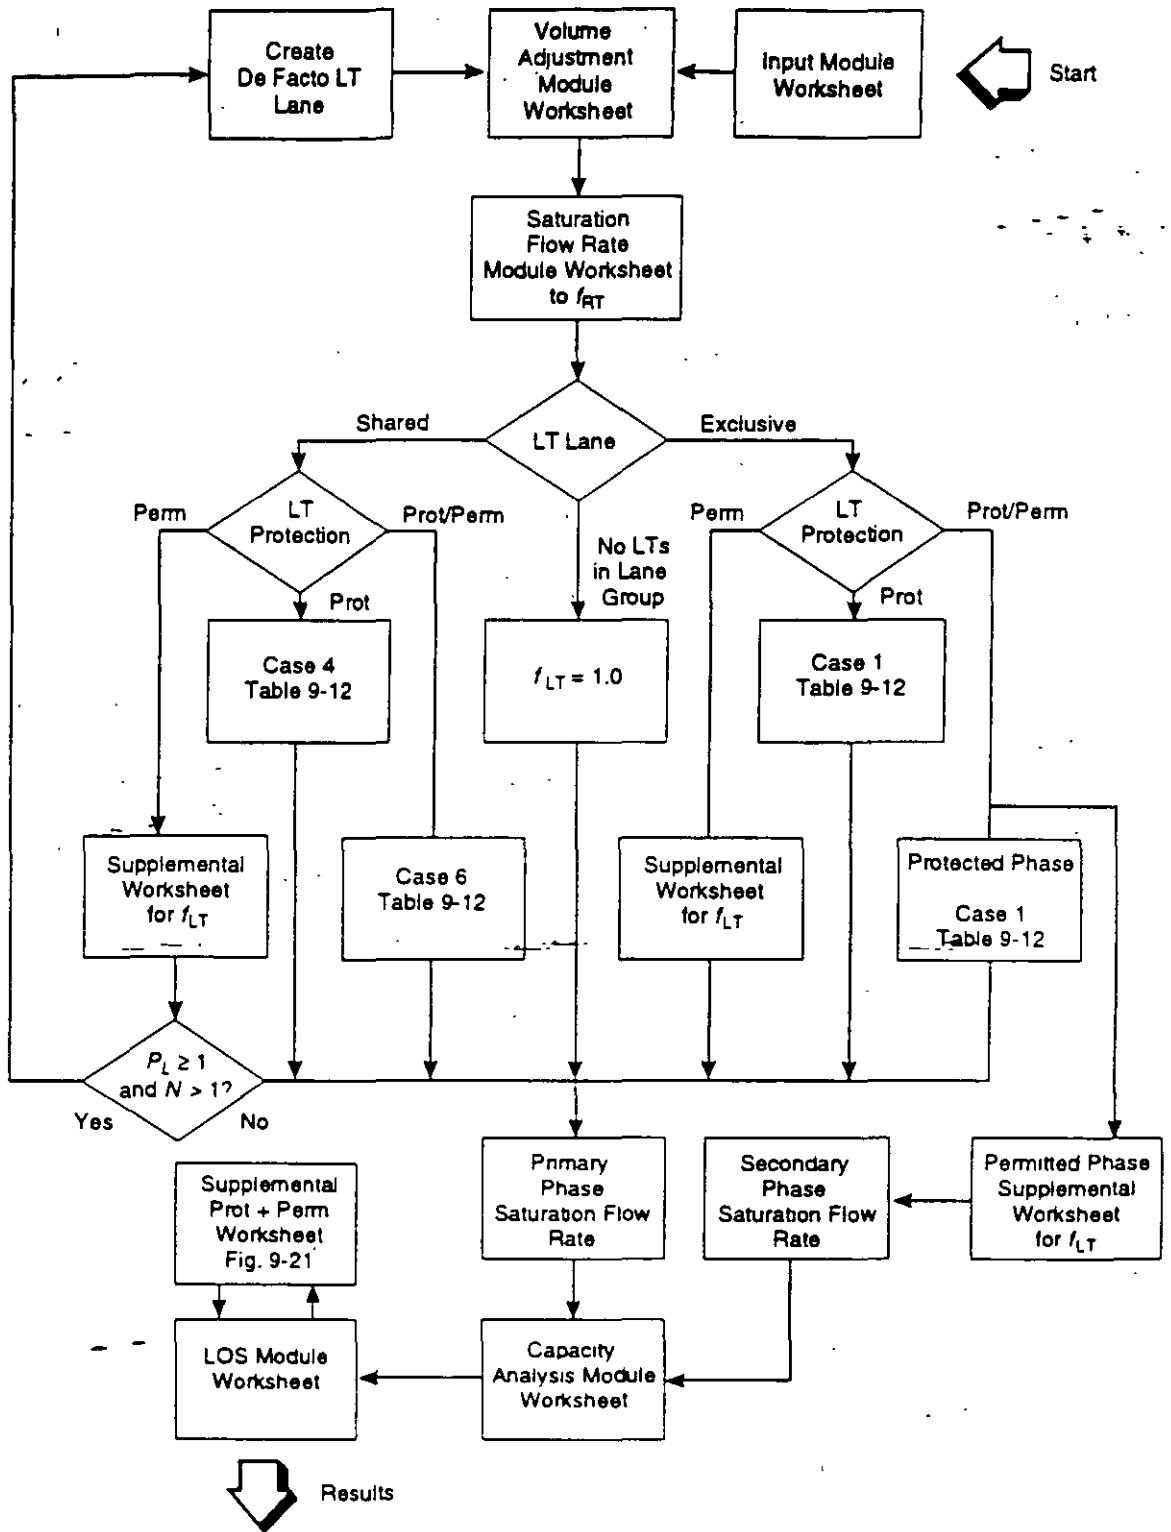 Create
De Facto LT
Lane
Volume
Adjustment
Module
Worksheet
Input Module
Worksheet
Start
Saturation
Flow Rate
Module Worksheet
to fRT
Shared
LT Lane
Exclusive
Perm
LT
Protection
Prot/Perm
Prot
No LTs
in Lane
Group
Perm
LT
Protection
Prot/Perm
Prot
Case 4
Table 9-12
fLT = 1.0
Case 1
Table 9-12
Supplemental
Worksheet
for fLT
Case 6
Table 9-12
Supplemental
Worksheet
for fLT
Protected Phase
Case 1
Table 9-12
PL ≥ 1
and N > 1?
Yes
No
Supplemental
Prot + Perm
Worksheet
Fig. 9-21
Primary
Phase
Saturation Flow
Rate
Secondary
Phase
Saturation Flow
Rate
Permitted Phase
Supplemental
Worksheet
for fLT
LOS Module
Worksheet
Capacity
Analysis Module
Worksheet
Results